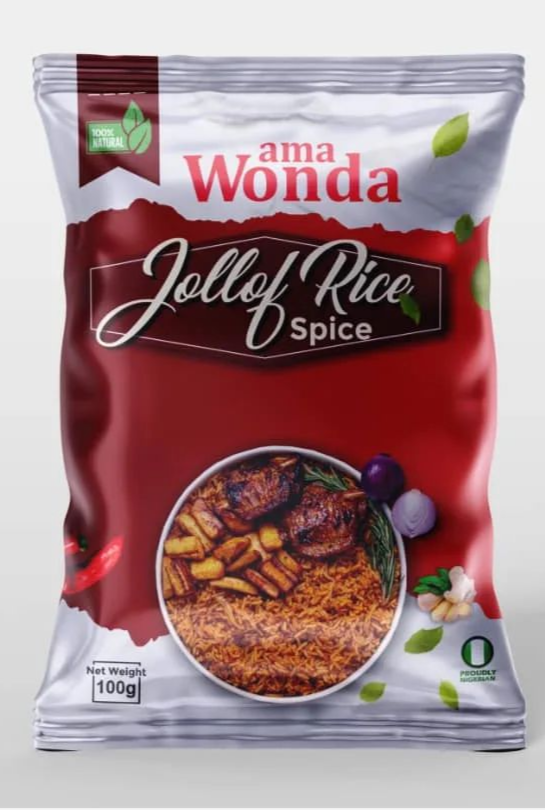 100%
NATURAL
ama
Wonda
Jollof Rice
Spice
Net Weight
100g
PROUDLY
NIGERIAN